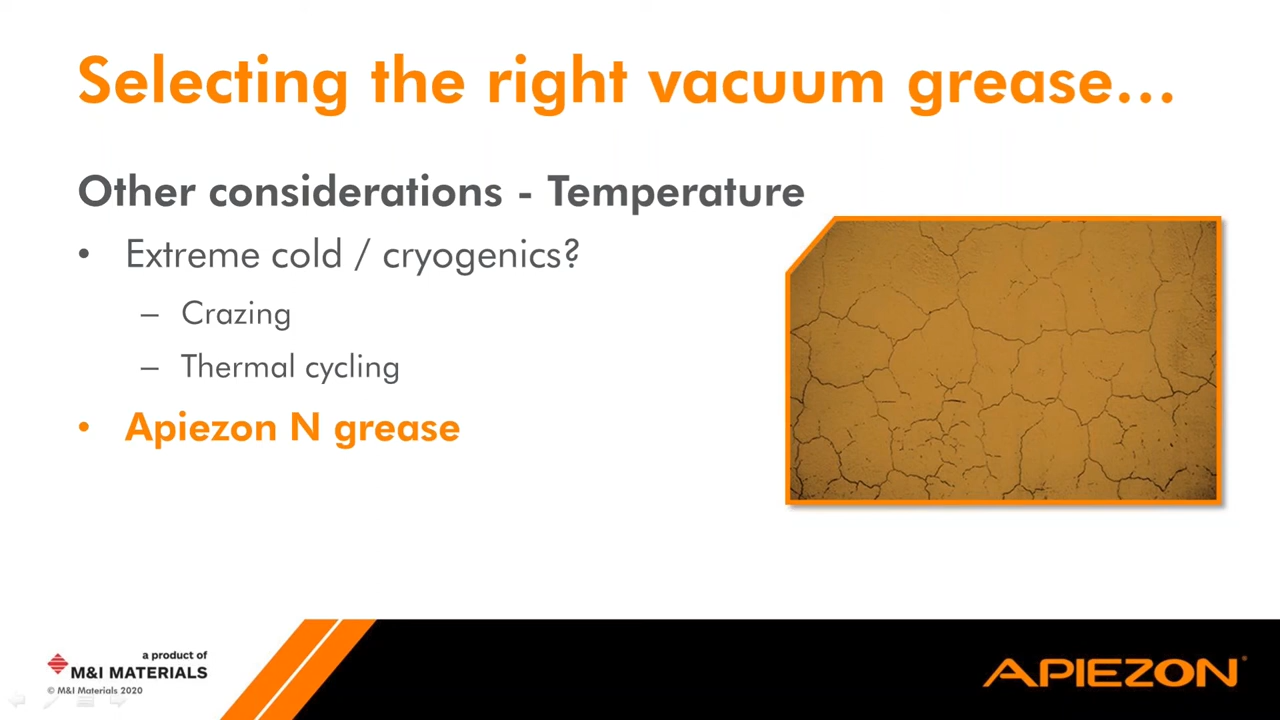 Selecting the right vacuum grease...
Other considerations - Temperature
• Extreme cold / cryogenics?
– Crazing
– Thermal cycling
• Apiezon N grease
a product of
M&I MATERIALS
© M&I Materials 2020
APIEZON®